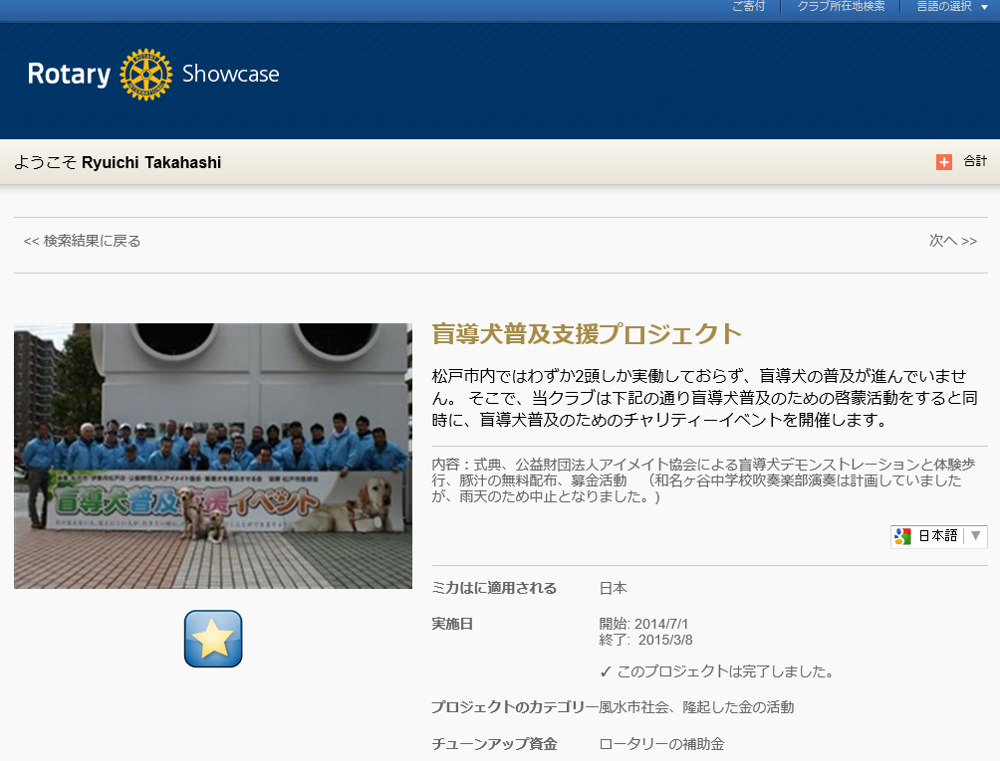 ご寄付 クラブ所在地検索 言語の選択 ▼
Rotary Showcase
ようこそ Ryuichi Takahashi
合計
<< 検索結果に戻る 次へ >>
盲導犬普及支援プロジェクト
松戸市内ではわずか2頭しか実働しておらず、盲導犬の普及が進んでいませ
ん。 そこで、当クラブは下記の通り盲導犬普及のための啓蒙活動をすると同
時に、盲導犬普及のためのチャリティーイベントを開催します。
内容：式典、公益財団法人アイメイト協会による盲導犬デモンストレーションと体験歩
行、豚汁の無料配布、募金活動 （和名ヶ谷中学校吹奏楽部演奏は計画していました
が、雨天のため中止となりました。)
日本語 ▼
盲導犬普及支援イベント
ミカはに適用される 日本
実施日 開始: 2014/7/1
終了: 2015/3/8
✓ このプロジェクトは完了しました。
プロジェクトのカテゴリー風水市社会、隆起した金の活動
チューンアップ資金 ロータリーの補助金